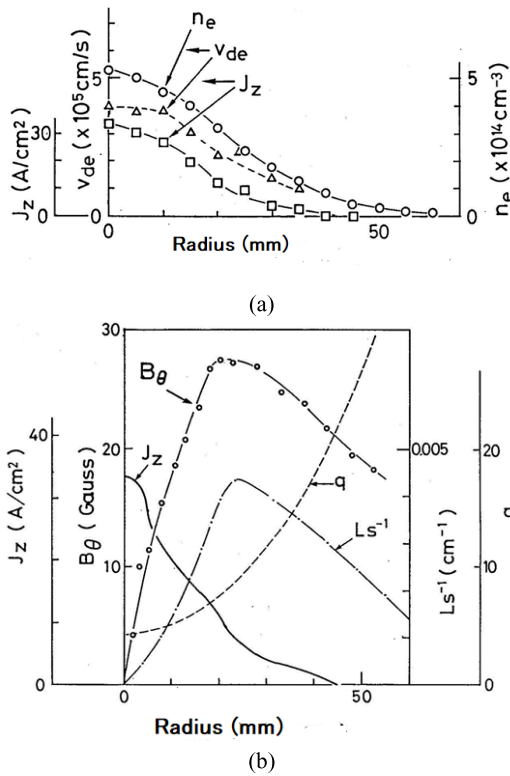 n_e
v_de
J_z
J_z (A/cm²)
30
0
V_de (× 10⁵cm/s)
5
0
5
0
n_e (× 10¹⁴cm⁻³)
0
50
Radius (mm)
(a)
30
20
10
0
40
0
20
10
0
0.005
B_θ
J_z
q
Ls⁻¹
J_z (A/cm²)
B_θ (Gauss)
Ls⁻¹ (cm⁻¹)
0
50
Radius (mm)
(b)